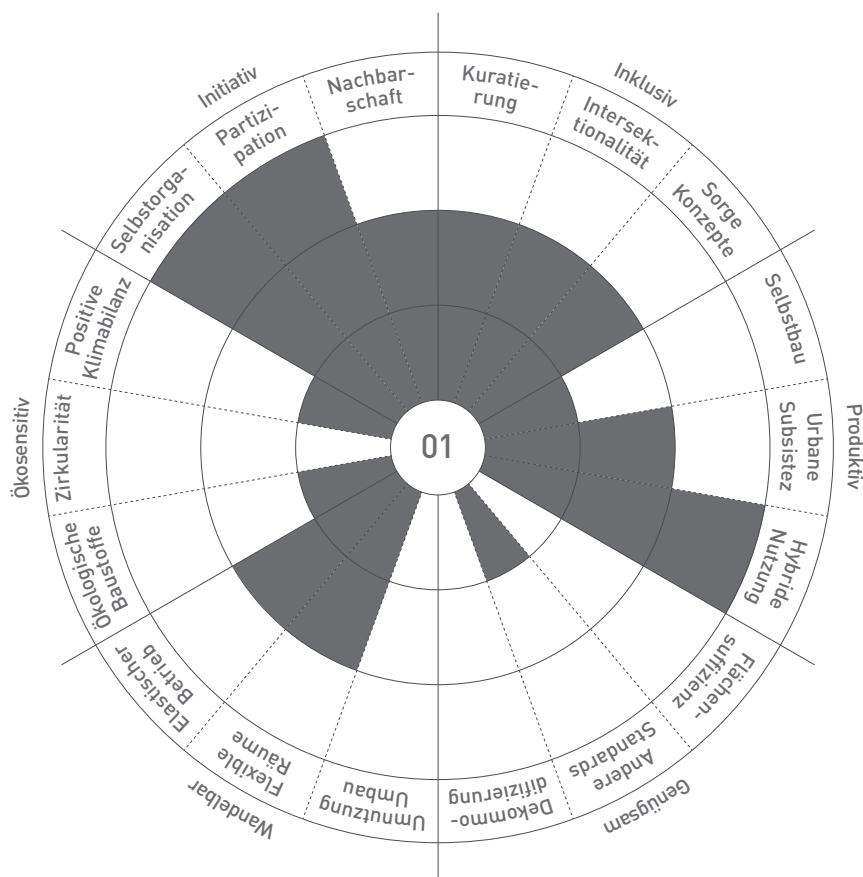 Initiativ
Selbstorga-
nisation
Partizi-
pation
Nachbar-
schaft
Inklusiv
Kuratie-
rung
Intersek-
tionalität
Sorge
Konzepte
Produktiv
Selbstbau
Urbane
Subsistez
Hybride
Nutzung
Genügsam
Flächen-
suffizienz
Andere
Standards
Dekommo-
difizierung
Wandelbar
Umnutzung
Umbau
Flexible
Räume
Elastischer
Betrieb
Ökosensitiv
Ökologische
Baustoffe
Zirkularität
Positive
Klimabilanz
01